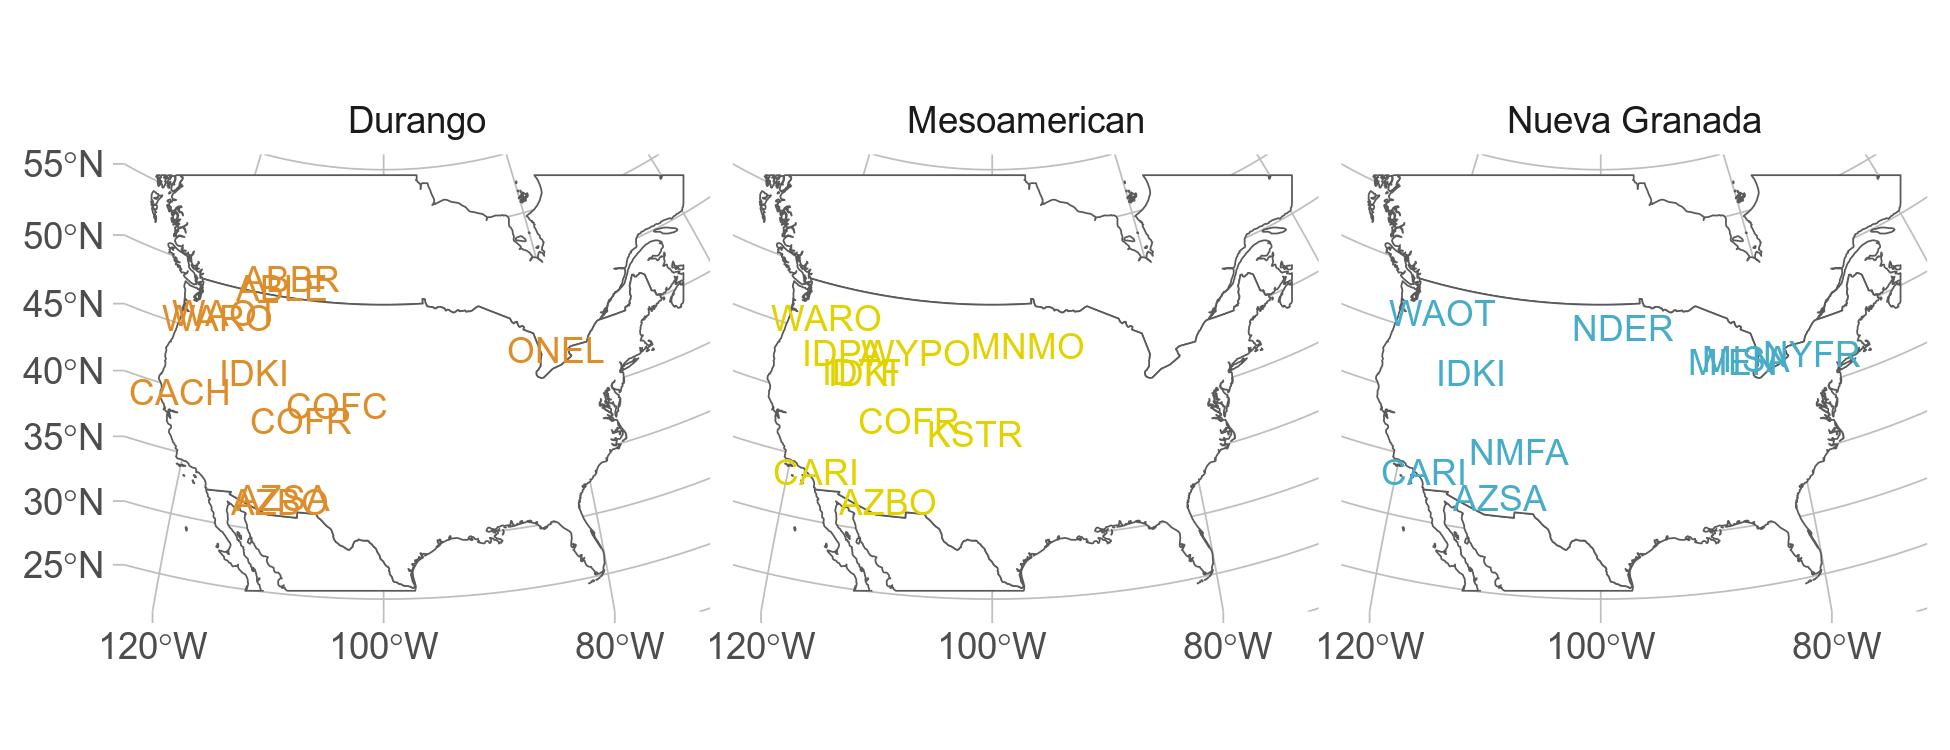 Durango Mesoamerican Nueva Granada
55°N
50°N
45°N
40°N
35°N
30°N
25°N
ABBR
ABLE
WAOT
WARO
ONEL
IDKI
CACH
COFC
COFR
AZSA
AZBO
WARO
IDPA
WYPO
MNMO
IDKI
COFR
KSTR
CARI
AZBO
WAOT
NDER
NYFR
IDKI
NMFA
CARI
AZSA
120°W 100°W 80°W 120°W 100°W 80°W 120°W 100°W 80°W